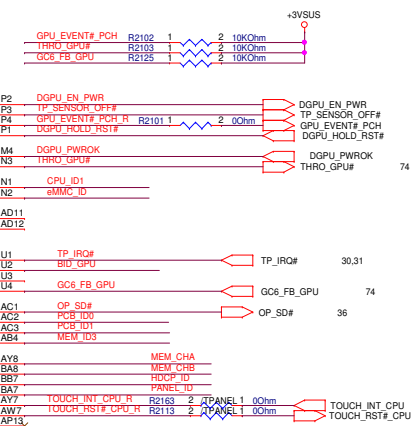 +3VSUS
GPU_EVENT#_PCH R2102 1 2 10KOhm
THRO_GPU# R2103 1 2 10KOhm
GC6_FB_GPU R2125 1 2 10KOhm
P2 DGPU_EN_PWR DGPU_EN_PWR
P3 TP_SENSOR_OFF# TP_SENSOR_OFF#
P4 GPU_EVENT#_PCH_R R2101 1 2 0Ohm GPU_EVENT#_PCH
P1 DGPU_HOLD_RST# DGPU_HOLD_RST#
M4 DGPU_PWROK DGPU_PWROK
N3 THRO_GPU# THRO_GPU# 74
N1 CPU_ID1
N2 eMMC_ID
AD11
AD12
U1 TP_IRQ# TP_IRQ# 30,31
U2 BID_GPU
U3
U4 GC6_FB_GPU GC6_FB_GPU 74
AC1 OP_SD# OP_SD# 36
AC2 PCB_ID0
AC3 PCB_ID1
AB4 MEM_ID3
AY8 MEM_CHA
BA8 MEM_CHB
BB7 HDCP_ID
BA7 PANEL_ID
AY7 TOUCH_INT_CPU_R R2163 2 /TPANEL 1 0Ohm TOUCH_INT_CPU
AW7 TOUCH_RST#_CPU_R R2113 2 /TPANEL 1 0Ohm TOUCH_RST#_CPU
AP13